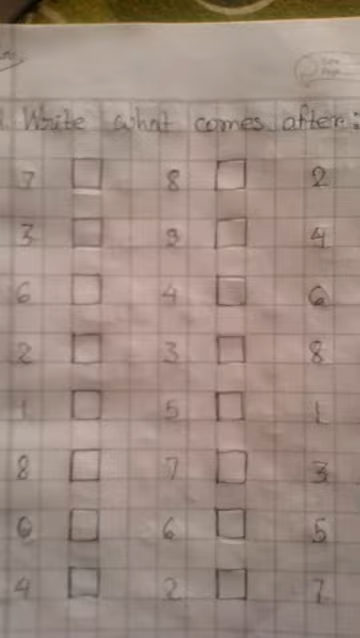 Write what comes after:
7 8 2
3 9 4
6 4 6
2 3 8
1 5 1
8 7 3
6 6 5
4 2 7